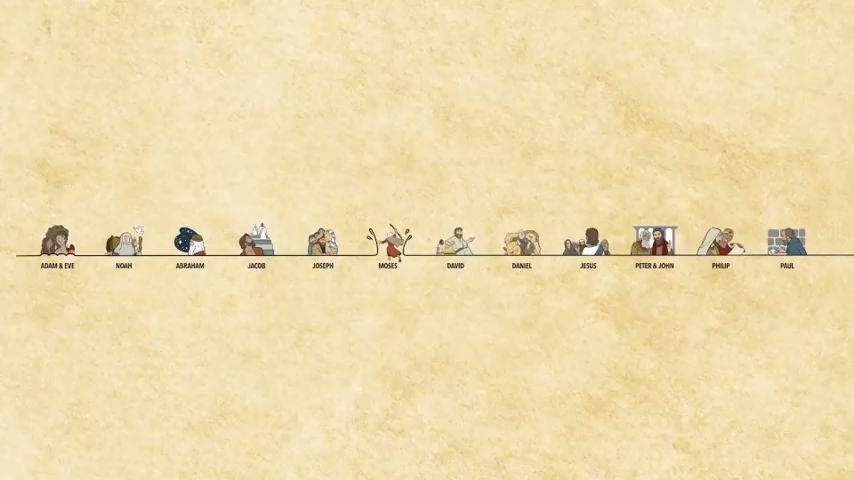 ADAM & EVE NOAH ABRAHAM JACOB JOSEPH MOSES DAVID DANIEL JESUS PETER & JOHN PHILIP PAUL